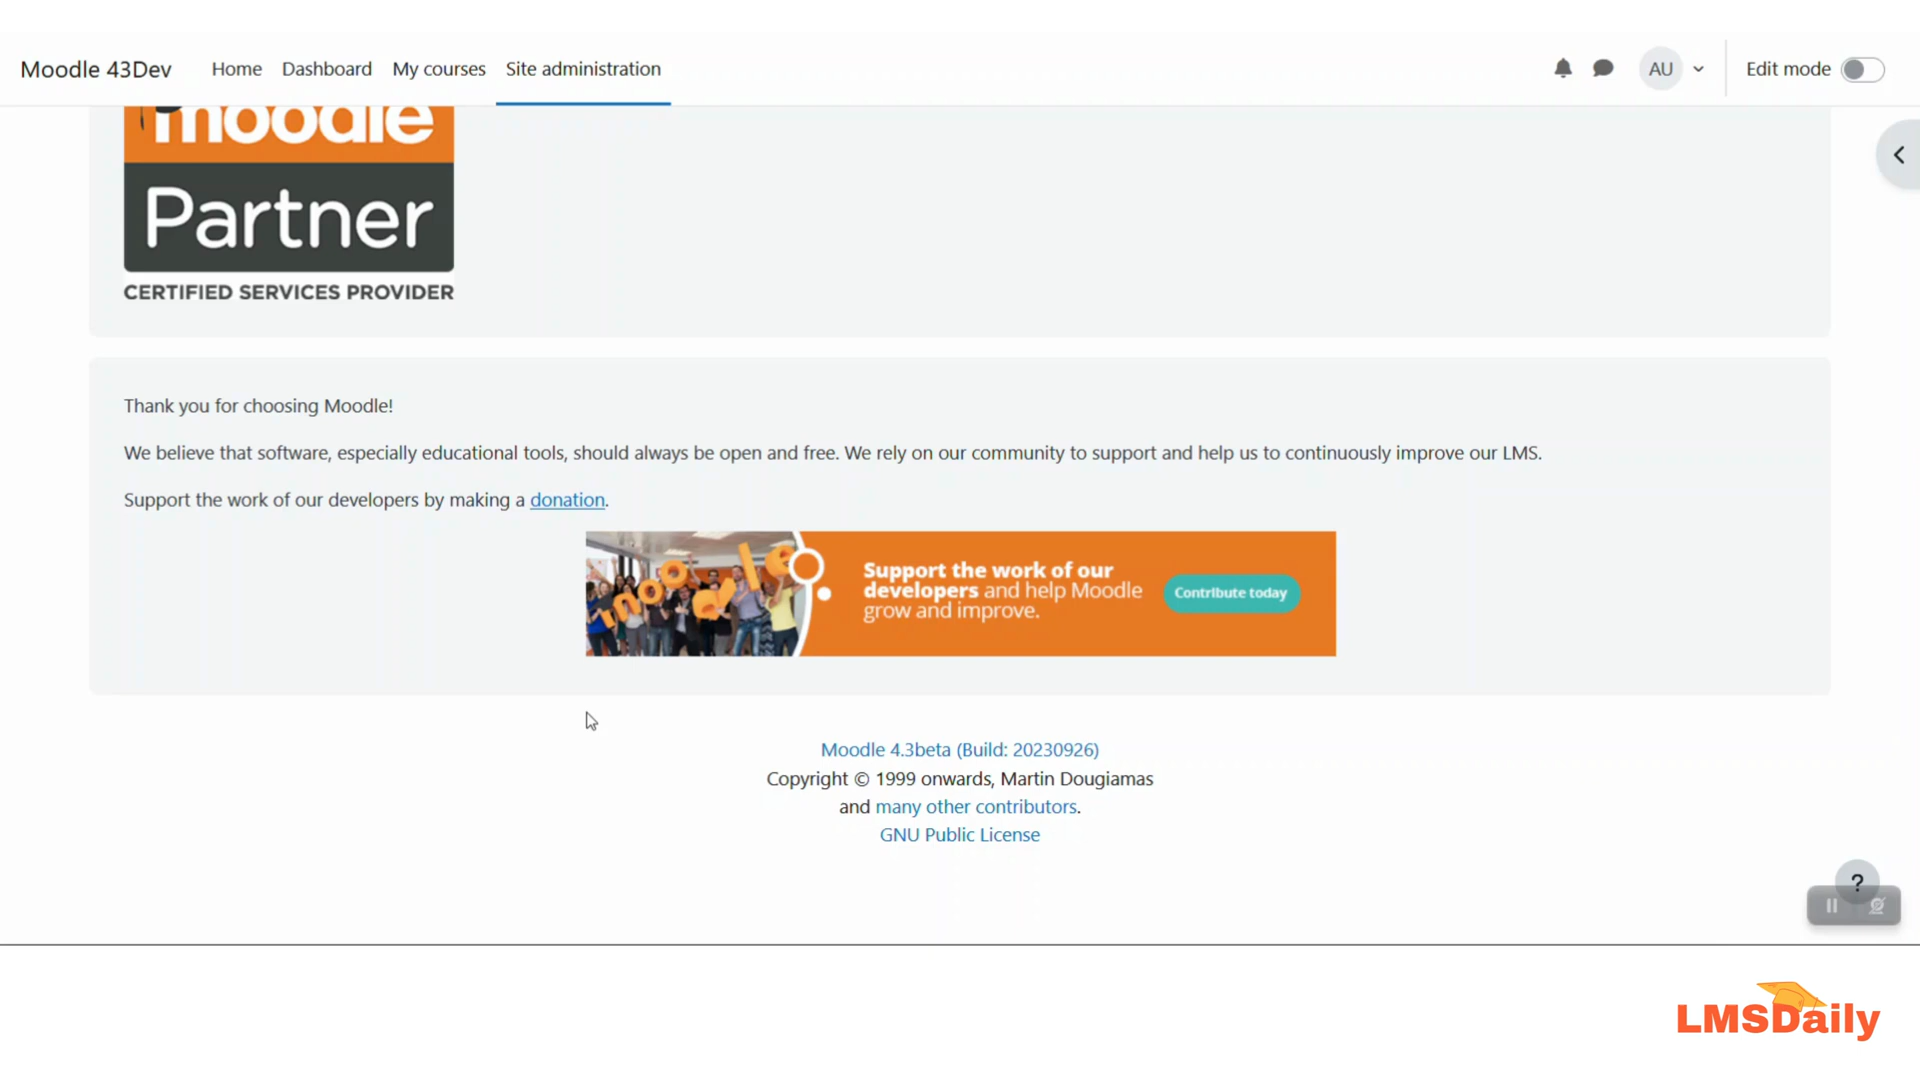 Moodle 43Dev Home Dashboard My courses Site administration AU Edit mode
moodle
Partner
CERTIFIED SERVICES PROVIDER
Thank you for choosing Moodle!
We believe that software, especially educational tools, should always be open and free. We rely on our community to support and help us to continuously improve our LMS.
Support the work of our developers by making a donation.
moodle
Support the work of our
developers and help Moodle
grow and improve.
Contribute today
Moodle 4.3beta (Build: 20230926)
Copyright © 1999 onwards, Martin Dougiamas
and many other contributors.
GNU Public License
?
LMSDaily